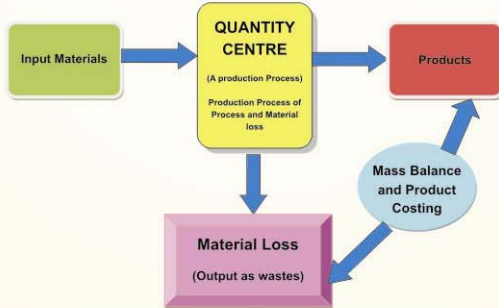 Input Materials
QUANTITY
CENTRE
(A production Process)
Production Process of
Process and Material
loss
Products
Mass Balance
and Product
Costing
Material Loss
(Output as wastes)